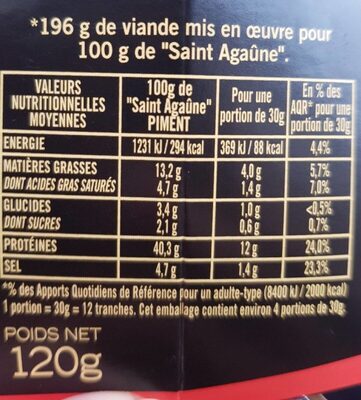 *196 g de viande mis en œuvre pour
100 g de "Saint Agaûne".
VALEURS NUTRITIONNELLES MOYENNES 100g de "Saint Agaûne" PIMENT Pour une portion de 30g En % des AQR* pour une portion de 30g
ENERGIE 1231 kJ / 294 kcal 369 kJ / 88 kcal 4,4%
MATIÈRES GRASSES 13,2 g 4,0 g 5,7%
DONT ACIDES GRAS SATURÉS 4,7 g 1,4 g 7,0%
GLUCIDES 3,4 g 1,0 g <0,5%
DONT SUCRES 2,1 g 0,6 g 0,7%
PROTÉINES 40,3 g 12 g 24,0%
SEL 4,7 g 1,4 g 23,3%
*% des Apports Quotidiens de Référence pour un adulte-type (8400 kJ / 2000 kcal)
1 portion = 30g = 12 tranches. Cet emballage contient environ 4 portions de 30g.
POIDS NET
120g